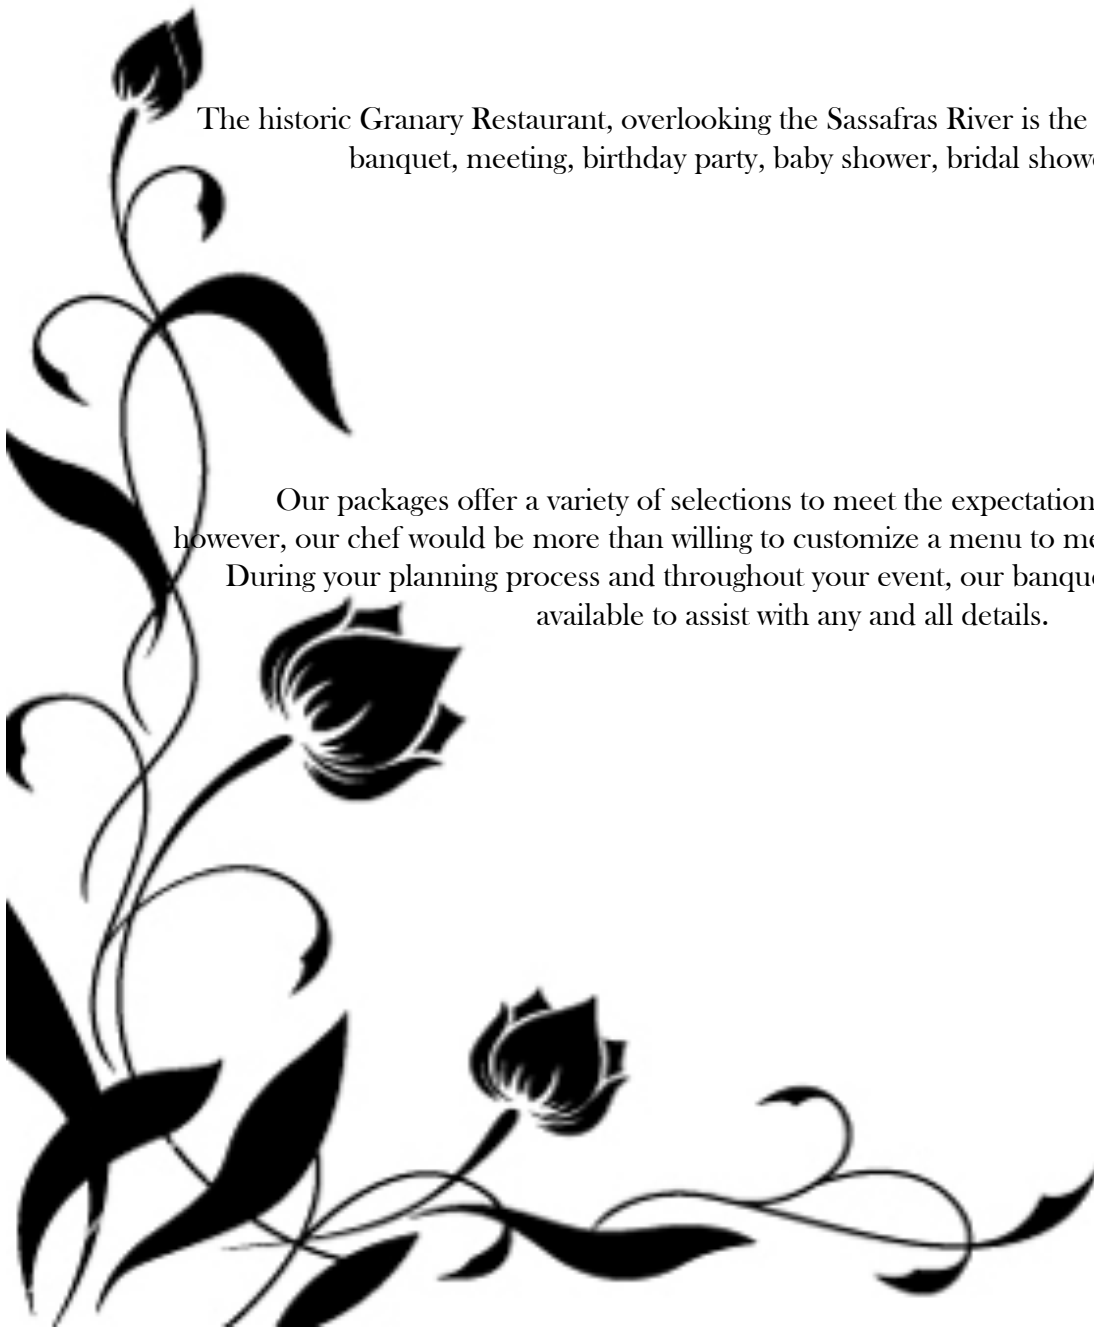 The historic Granary Restaurant, overlooking the Sassafras River is the
banquet, meeting, birthday party, baby shower, bridal showe
Our packages offer a variety of selections to meet the expectation
however, our chef would be more than willing to customize a menu to me
During your planning process and throughout your event, our banque
available to assist with any and all details.